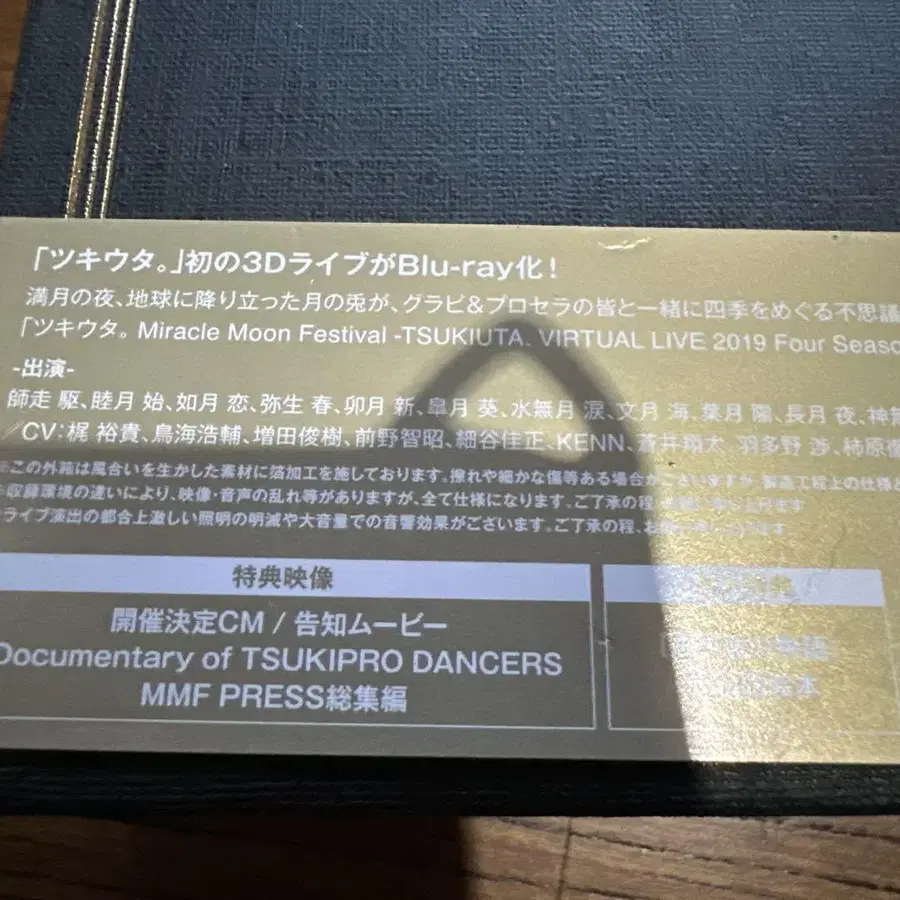 「ツキウタ。」初の3DライブがBlu-ray化！
満月の夜、地球に降り立った月の兎が、グラビ&プロセラの皆と一緒に四季をめぐる不思議
「ツキウタ。 Miracle Moon Festival -TSUKIUTA. VIRTUAL LIVE 2019 Four Seaso
-出演-
師走 駆、睦月 始、如月 恋、弥生 春、卯月 新、皐月 葵、水無月 涙、文月 海、葉月 陽、長月 夜、神無
CV:梶 裕貴、鳥海浩輔、増田俊樹、前野智昭、細谷佳正、KENN、蒼井翔太、羽多野 渉、柿原徹
※この外箱は風合いを生かした素材に箔加工を施しております。擦れや細かな傷等ある場合がございますが、製造工程上の仕様と
収録環境の違いにより、映像・音声の乱れ等がありますが、全て仕様になります。ご了承の程、
ライブ演出の都合上激しい照明の明滅や大音量での音響効果がございます。ご了承の程、
特典映像
開催決定CM / 告知ムービー
Documentary of TSUKIPRO DANCERS
MMF PRESS総集編